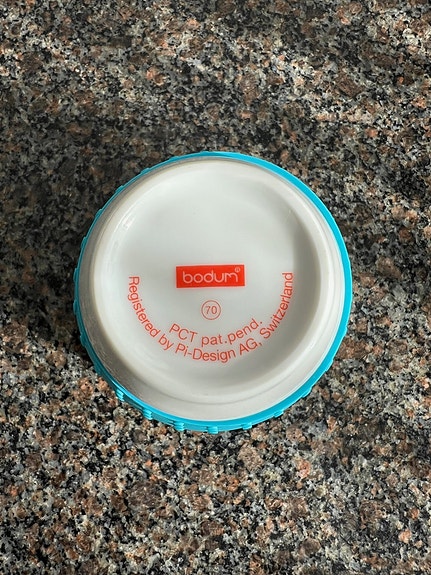 bodum®
70
PCT pat.pend.
Registered by Pi-Design AG, Switzerland